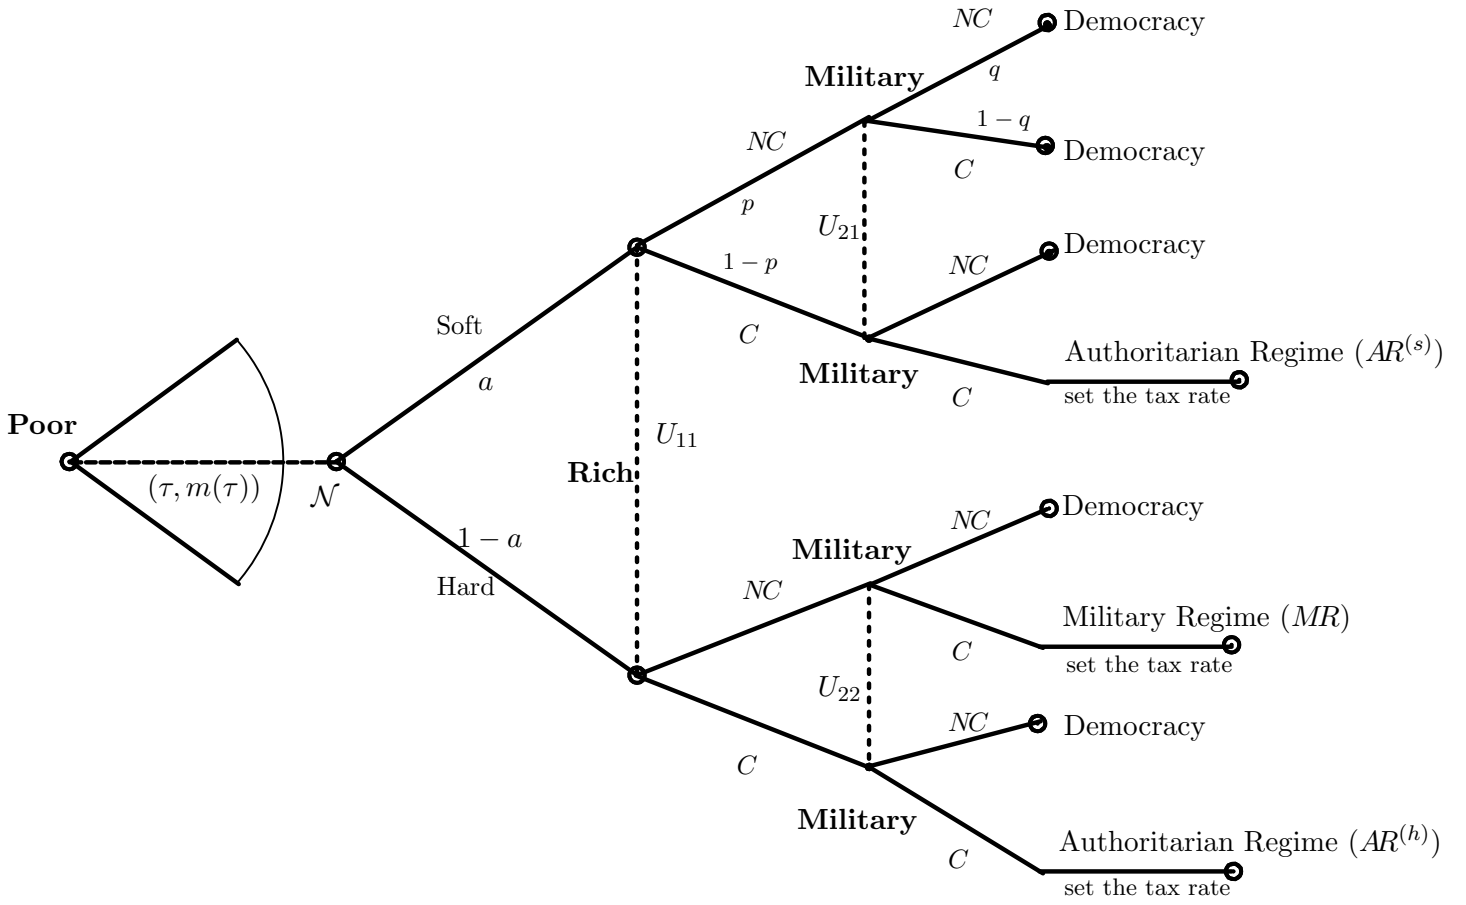 NC
Democracy
q
Military
1 − q
NC
Democracy
C
p
U₂₁
Democracy
1 − p
NC
Soft
C
Authoritarian Regime (AR⁽ˢ⁾)
Military
a
C
set the tax rate
Poor
U₁₁
Rich
(τ, m(τ))
𝒩
NC
Democracy
1 − a
Military
Hard
NC
Military Regime (MR)
C
set the tax rate
U₂₂
NC
Democracy
C
Military
Authoritarian Regime (AR⁽ʰ⁾)
C
set the tax rate